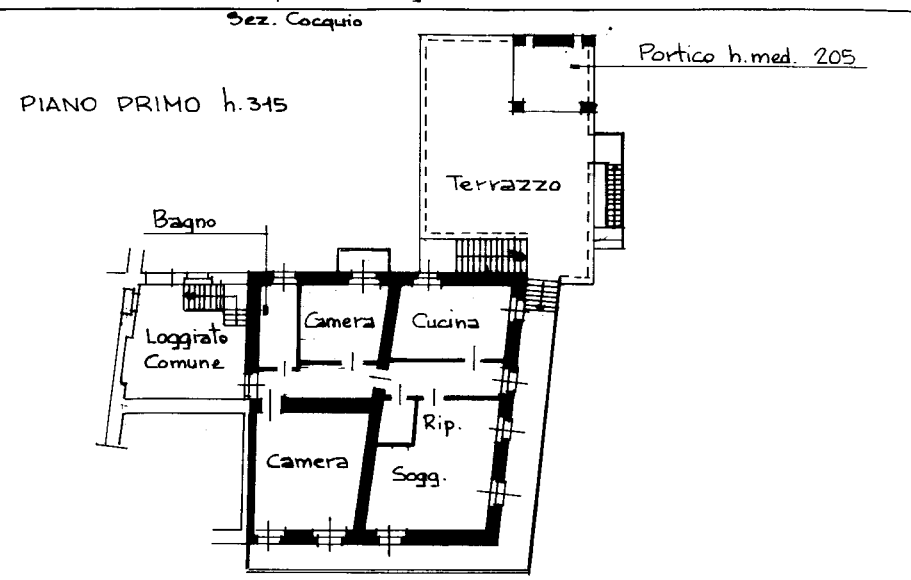 Sez. Cocquio
Portico h.med. 205
PIANO PRIMO h.315
Terrazzo
Bagno
Camera
Cucina
Loggiato
Comune
Rip.
Camera
Sogg.